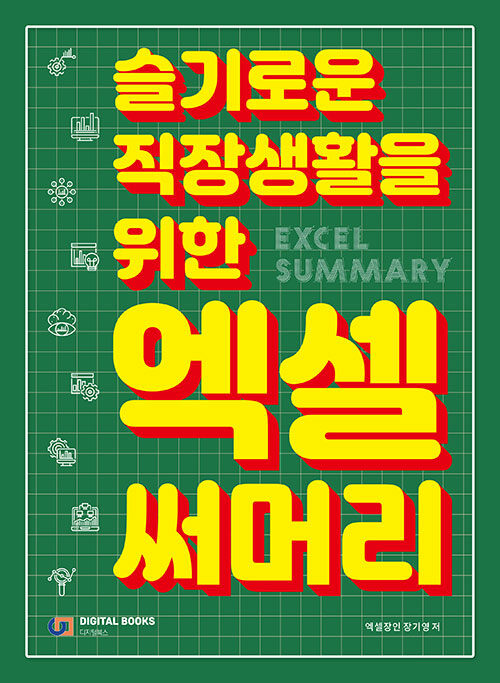 슬기로운
직장생활을
위한
EXCEL
SUMMARY
엑셀
써머리
DIGITAL BOOKS
디지털북스
엑셀장인 장기영 저